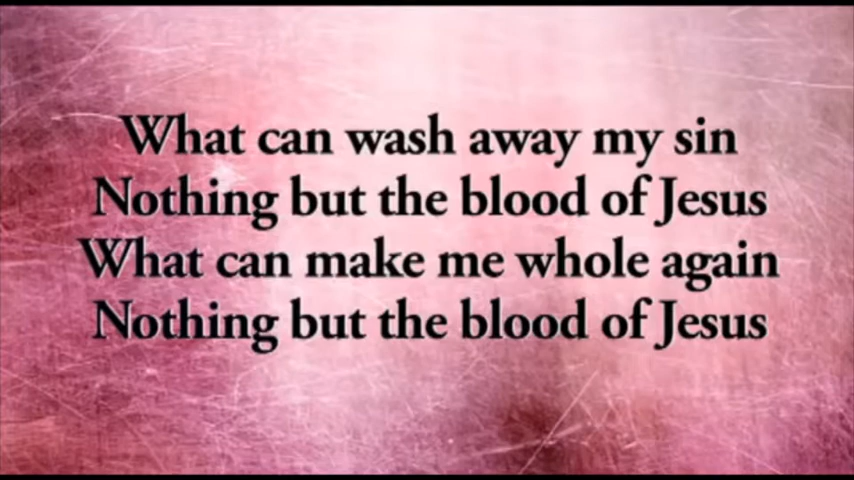 What can wash away my sin
Nothing but the blood of Jesus
What can make me whole again
Nothing but the blood of Jesus